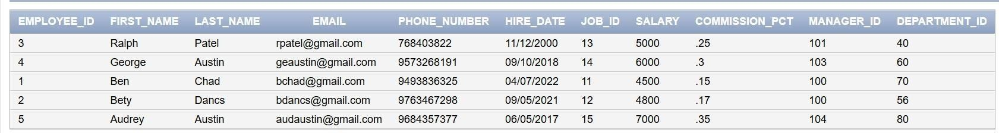 EMPLOYEE_ID FIRST_NAME LAST_NAME EMAIL PHONE_NUMBER HIRE_DATE JOB_ID SALARY COMMISSION_PCT MANAGER_ID DEPARTMENT_ID
3 Ralph Patel rpatel@gmail.com 768403822 11/12/2000 13 5000 .25 101 40
4 George Austin geaustin@gmail.com 9573268191 09/10/2018 14 6000 .3 103 60
1 Ben Chad bchad@gmail.com 9493836325 04/07/2022 11 4500 .15 100 70
2 Bety Dancs bdancs@gmail.com 9763467298 09/05/2021 12 4800 .17 100 56
5 Audrey Austin audaustin@gmail.com 9684357377 06/05/2017 15 7000 .35 104 80